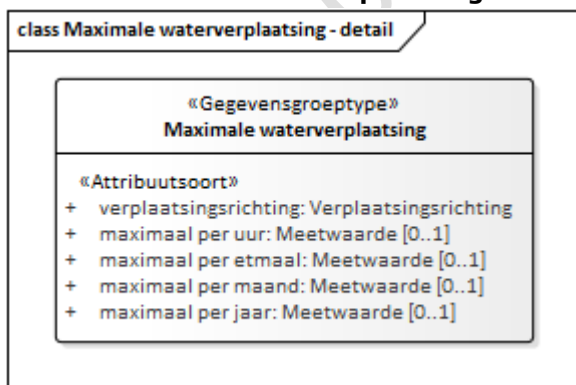 class Maximale waterverplaatsing - detail
«Gegevensgroeptype»
Maximale waterverplaatsing
«Attribuutsoort»
+ verplaatsingsrichting: Verplaatsingsrichting
+ maximaal per uur: Meetwaarde [0..1]
+ maximaal per etmaal: Meetwaarde [0..1]
+ maximaal per maand: Meetwaarde [0..1]
+ maximaal per jaar: Meetwaarde [0..1]